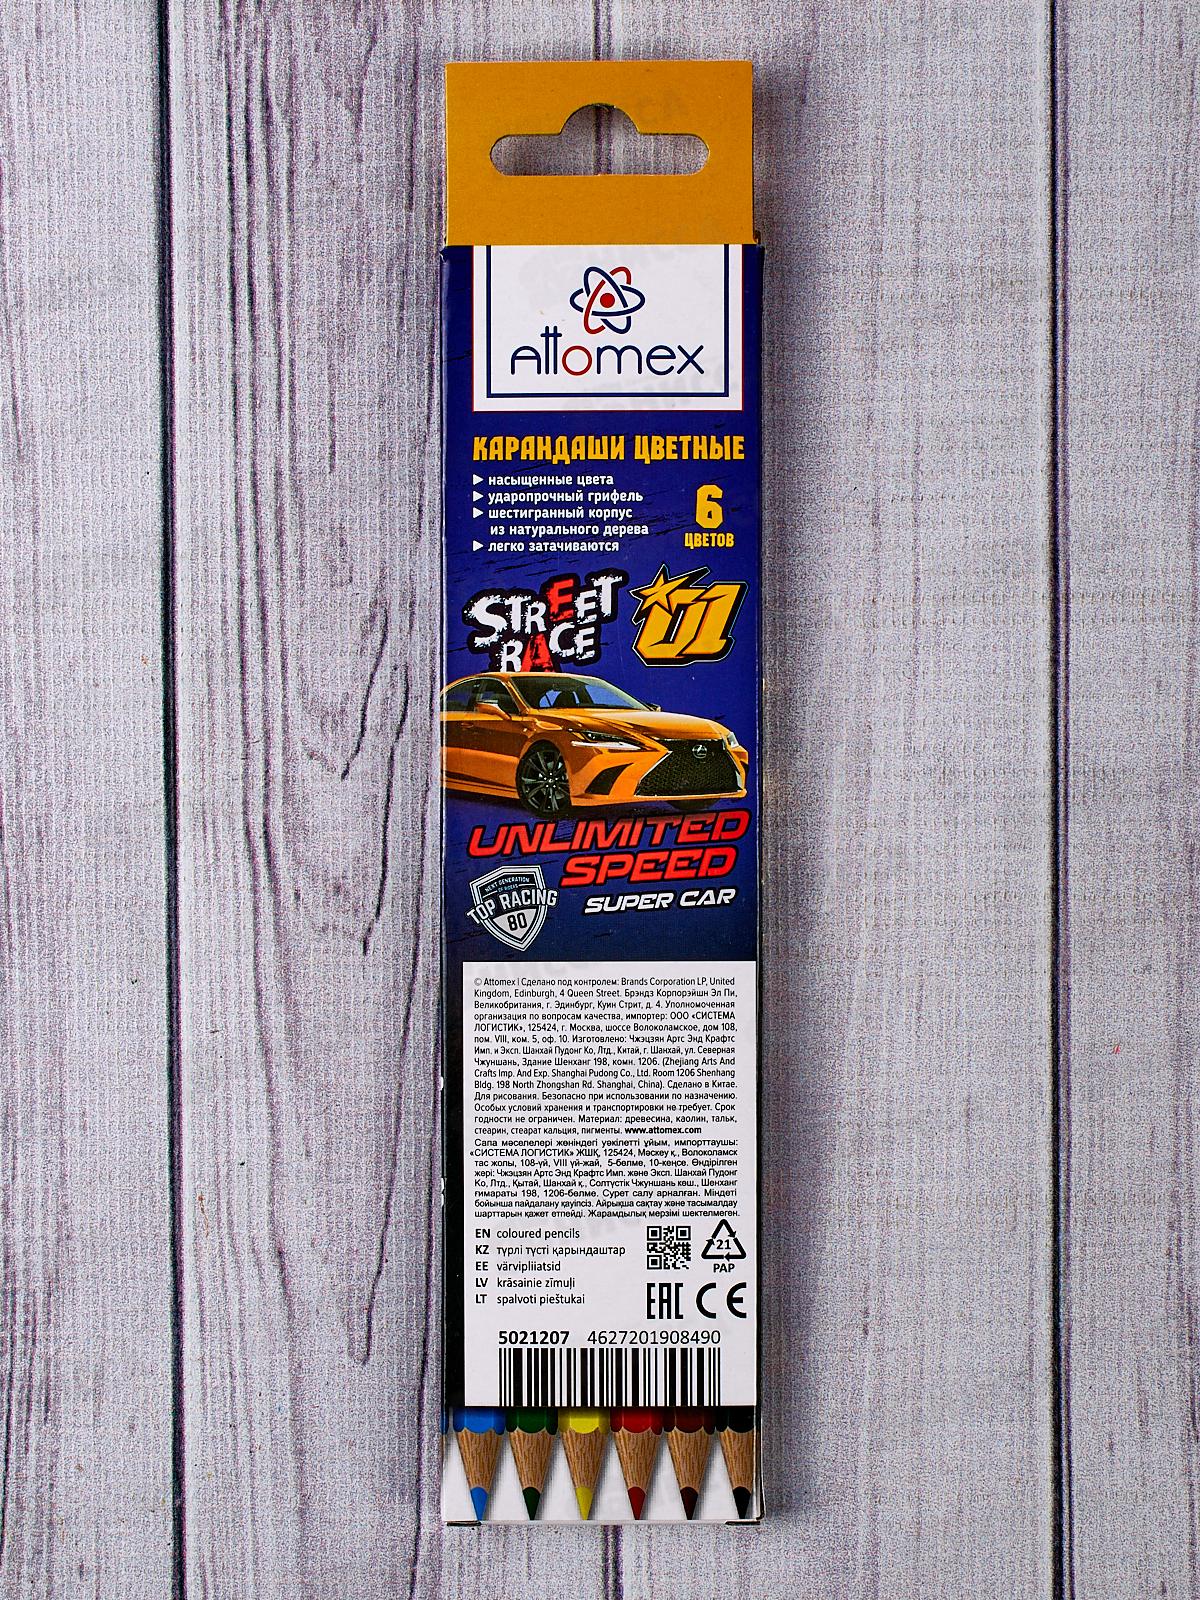 Attomex
КАРАНДАШИ ЦВЕТНЫЕ
насыщенные цвета
ударопрочный грифель
шестигранный корпус
из натурального дерева
легко затачиваются
6
ЦВЕТОВ
STREET
RACE
01
UNLIMITED
SPEED
SUPER CAR
NEXT GENERATION
OF RIDERS
TOP RACING
80
© Attomex | Сделано под контролем: Brands Corporation LP, United
Kingdom, Edinburgh, 4 Queen Street. Брэндз Корпорэйшн Эл Пи,
Великобритания, г. Эдинбург, Куин Стрит, д. 4. Уполномоченная
организация по вопросам качества, импортер: ООО «СИСТЕМА
ЛОГИСТИК», 125424, г. Москва, шоссе Волоколамское, дом 108,
пом. VIII, ком. 5, оф. 10. Изготовлено: Чжэцзян Артс Энд Крафтс
Имп. и Эксп. Шанхай Пудонг Ко, Лтд., Китай, г. Шанхай, ул. Северная
Чжуншань, Здание Шенханг 198, комн. 1206. (Zhejiang Arts And
Crafts Imp. And Exp. Shanghai Pudong Co., Ltd. Room 1206 Shenhang
Bldg. 198 North Zhongshan Rd. Shanghai, China). Сделано в Китае.
Для рисования. Безопасно при использовании по назначению.
Особых условий хранения и транспортировки не требует. Срок
годности не ограничен. Материал: древесина, каолин, тальк,
стеарин, стеарат кальция, пигменты. www.attomex.com
Сапа мәселелері жөніндегі уәкілетті ұйым, импорттаушы:
«СИСТЕМА ЛОГИСТИК» ЖШҚ, 125424, Мәскеу қ., Волоколамск
тас жолы, 108-үй, VIII үй-жай, 5-бөлме, 10-кеңсе. Өндірілген
жері: Чжэцзян Артс Энд Крафтс Имп. және Эксп. Шанхай Пудонг
Ко, Лтд., Қытай, Шанхай қ., Солтүстік Чжуншань көш., Шенханг
ғимараты 198, 1206-бөлме. Сурет салу арналған. Міндеті
бойынша пайдалану қауіпсіз. Айрықша сақтау және тасымалдау
шарттарын қажет етпейді. Жарамдылық мерзімі шектелмеген.
EN coloured pencils
KZ түрлі түсті қарындаштар
EE värvipliiatsid
LV krāsainie zīmuļi
LT spalvoti pieštukai
21
PAP
EAC CE
5021207 4627201908490